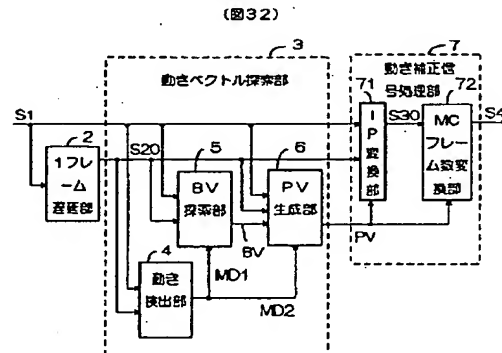 (図32)
3
7
動きベクトル探索部
動き補正信
号処理部
71
72
S1
S30
S4
2
1フレ
ーム
遅延部
S20
5
BV
探索部
6
PV
生成部
IP変換部
MC
フレー
ム数変
換部
BV
PV
4
動き
検出部
MD1
MD2